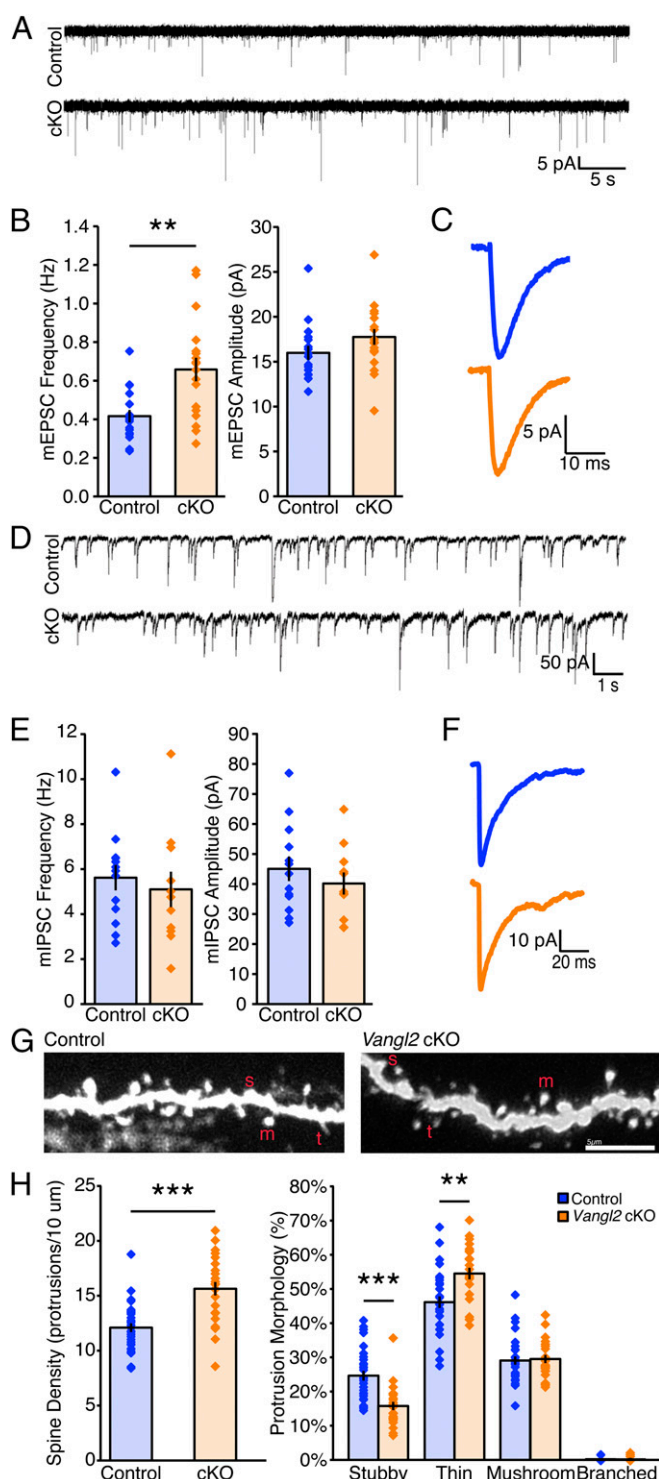 A
Control
cKO
5 pA
5 s
B
mEPSC Frequency (Hz)
1.4
1.2
1.0
0.8
0.6
0.4
0.2
0.0
**
Control
cKO
mEPSC Amplitude (pA)
30
25
20
15
10
5
0
Control
cKO
C
5 pA
10 ms
D
Control
cKO
50 pA
1 s
E
mIPSC Frequency (Hz)
12
10
8
6
4
2
0
Control cKO
mIPSC Amplitude (pA)
90
80
70
60
50
40
30
20
10
0
Control cKO
F
10 pA
20 ms
G
Control
s
m
t
Vangl2 cKO
s
m
t
5μm
H
Spine Density (protrusions/10 um)
25
20
15
10
5
0
***
Control
cKO
Protrusion Morphology (%)
80%
70%
60%
50%
40%
30%
20%
10%
0%
***
**
Control
Vangl2 cKO
Stubby
Thin
Mushroom
Branched